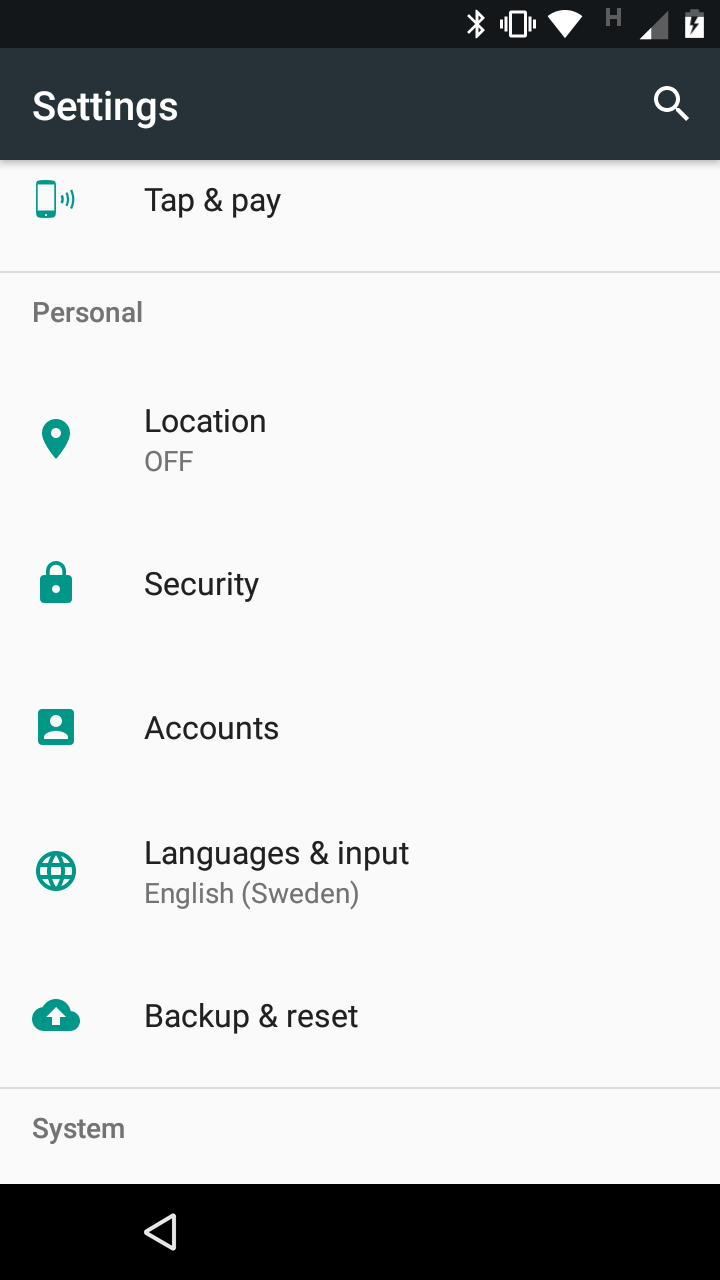 H
Settings
Tap & pay
Personal
Location
OFF
Security
Accounts
Languages & input
English (Sweden)
Backup & reset
System